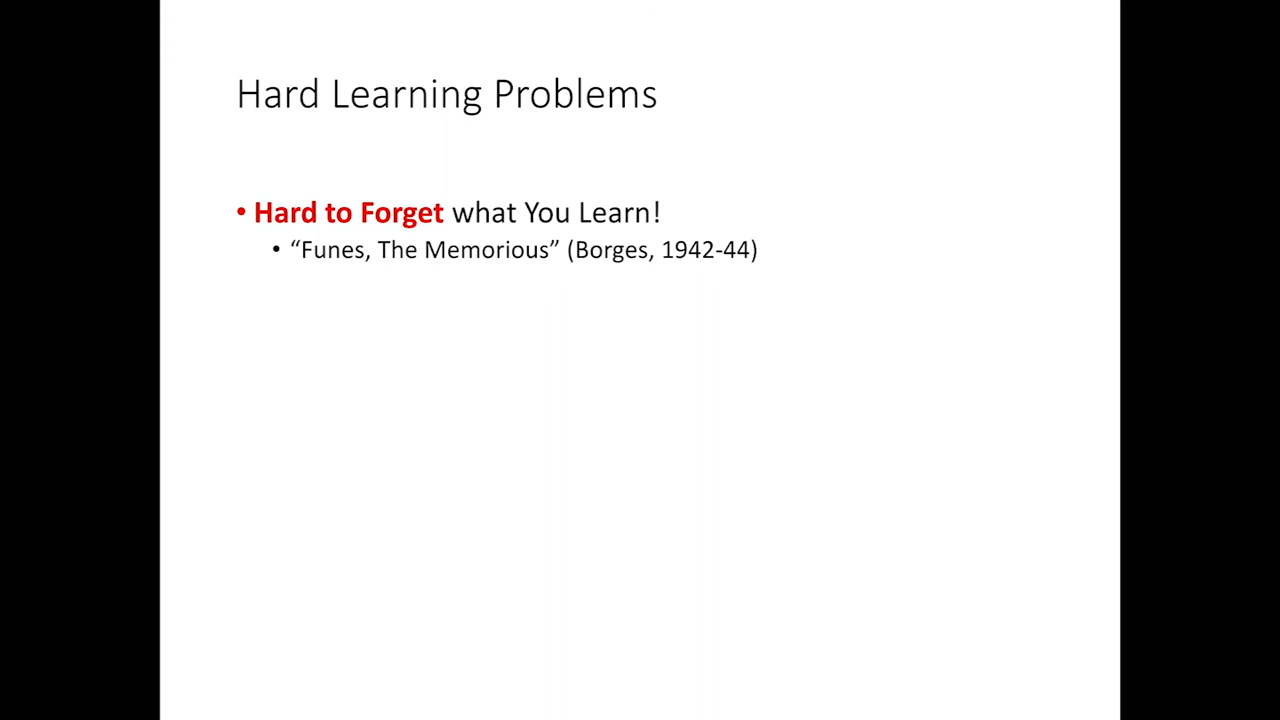 Hard Learning Problems
• Hard to Forget what You Learn!
• “Funes, The Memorious” (Borges, 1942-44)